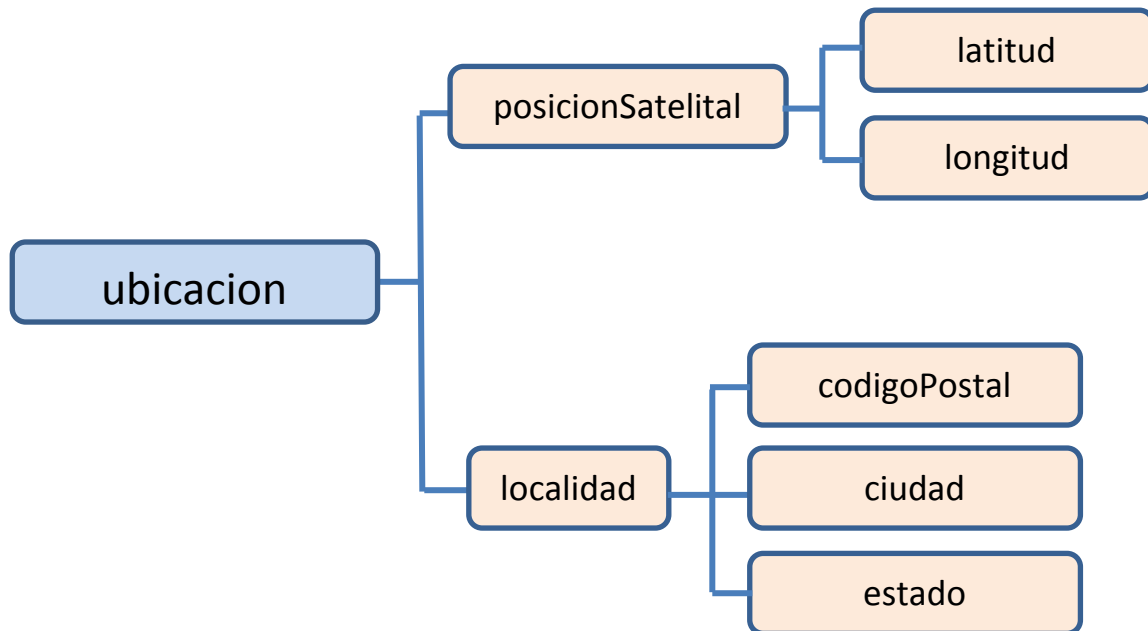 ubicacion
posicionSatelital
latitud
longitud
localidad
codigoPostal
ciudad
estado